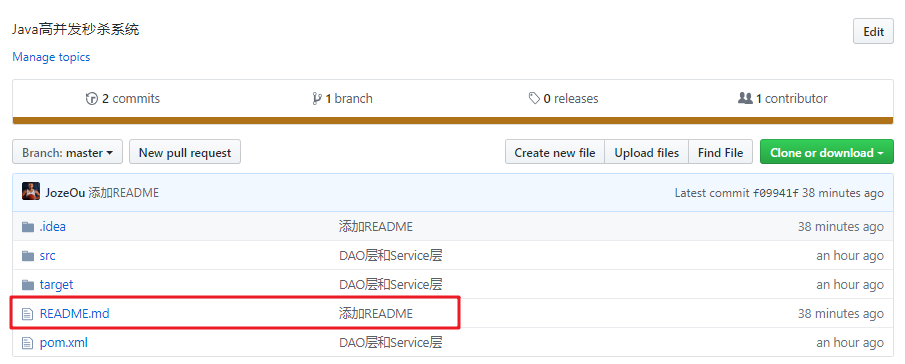 Java高并发秒杀系统 Edit
Manage topics
2 commits 1 branch 0 releases 1 contributor
Branch: master New pull request Create new file Upload files Find File Clone or download
JozeOu 添加README Latest commit f09941f 38 minutes ago
.idea 添加README 38 minutes ago
src DAO层和Service层 an hour ago
target DAO层和Service层 an hour ago
README.md 添加README 38 minutes ago
pom.xml DAO层和Service层 an hour ago